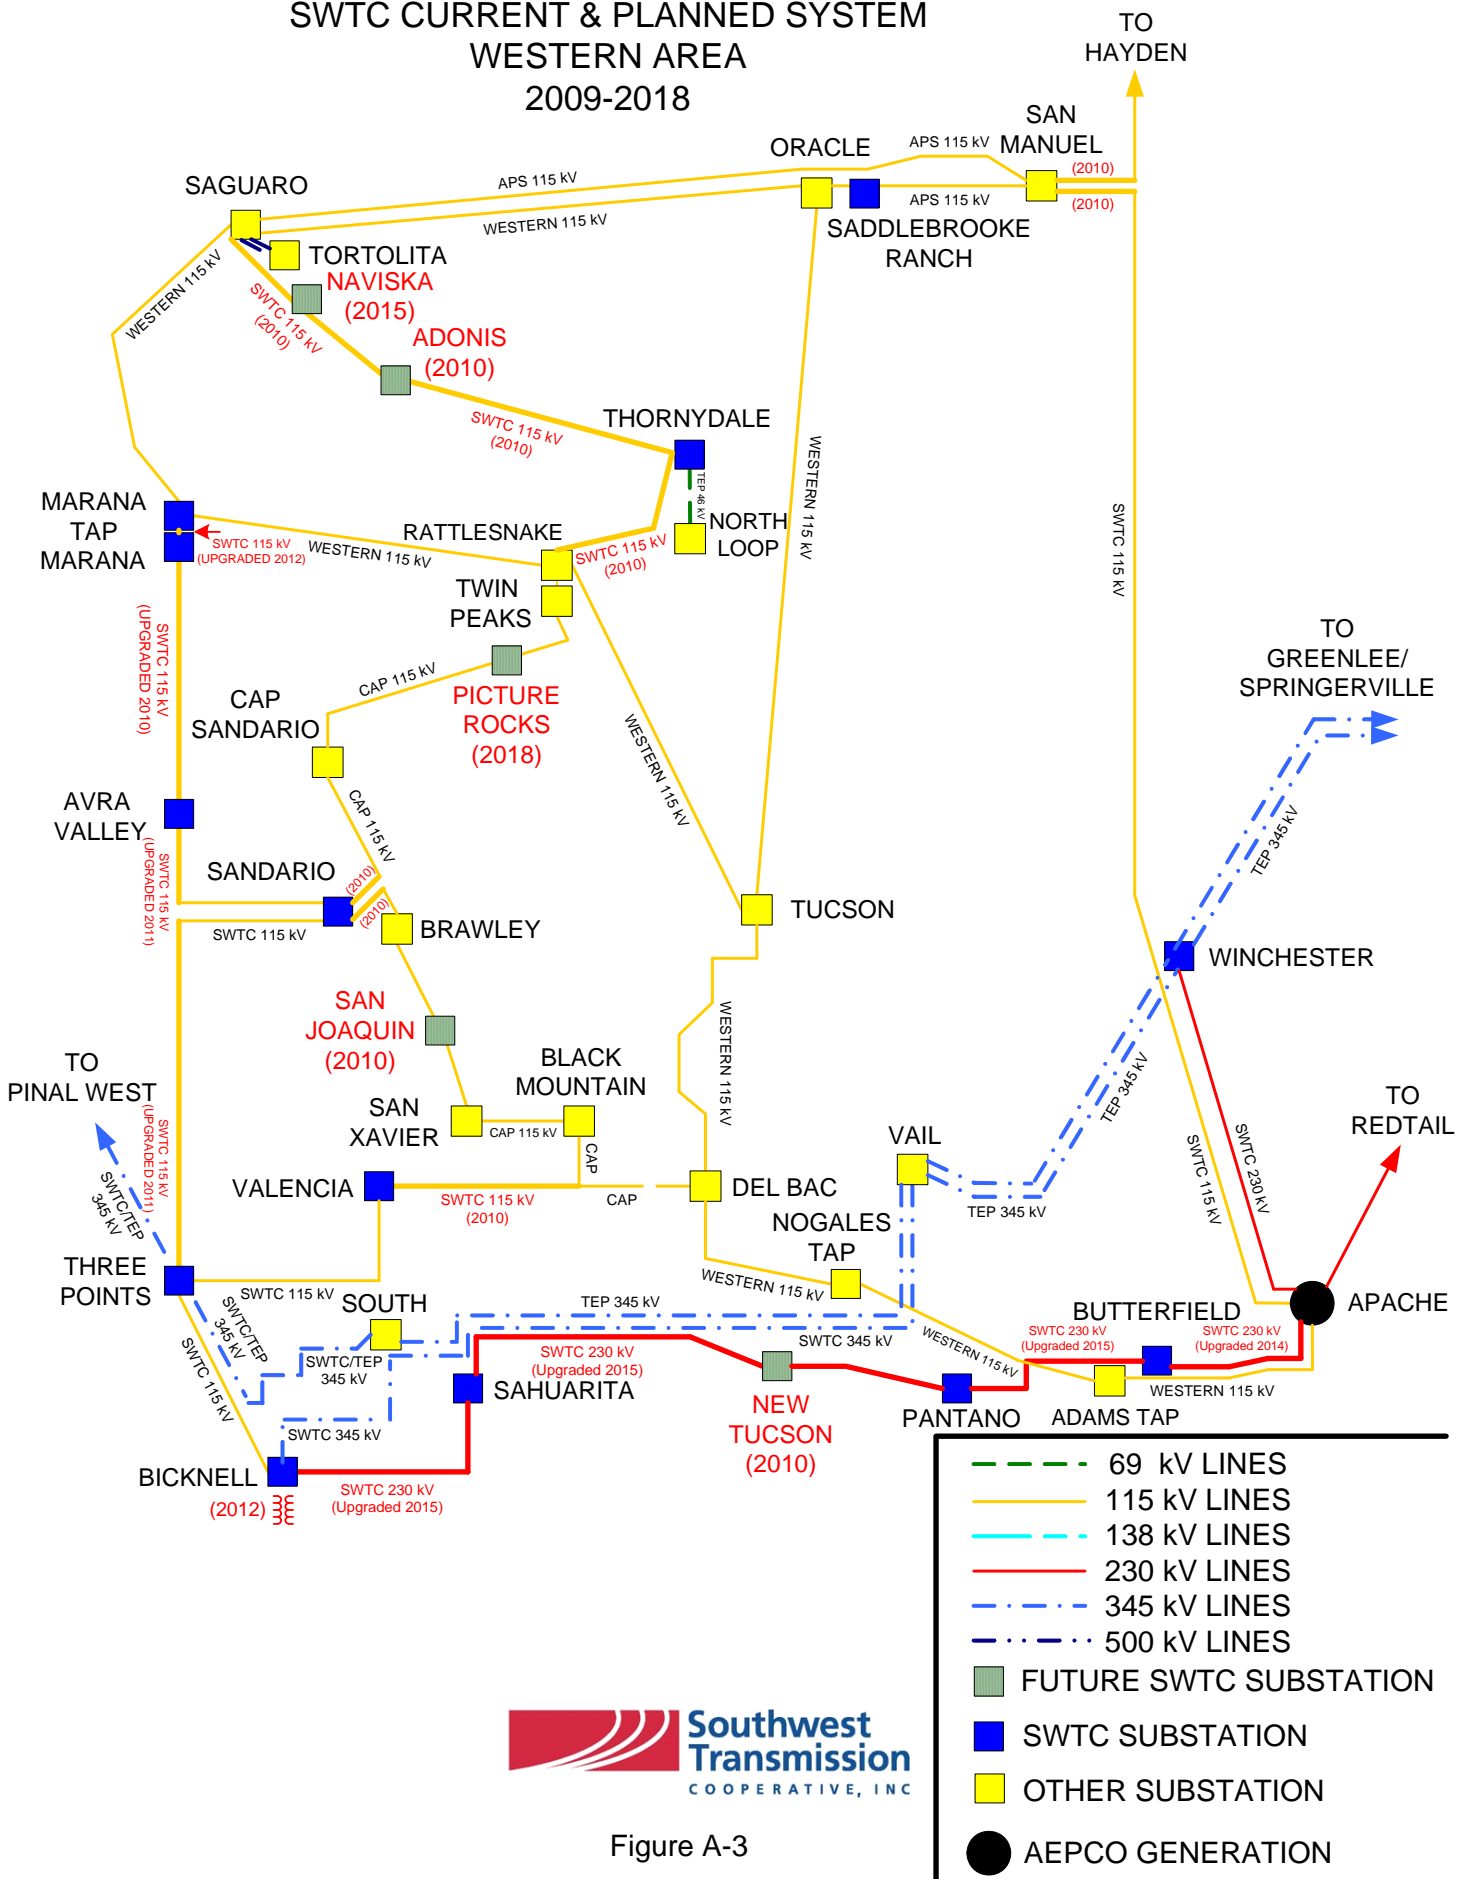 SWTC CURRENT & PLANNED SYSTEM
WESTERN AREA
2009-2018
TO
HAYDEN
SAN
MANUEL
(2010)
(2010)
ORACLE
APS 115 kV
APS 115 kV
SAGUARO
APS 115 kV
WESTERN 115 kV
SADDLEBROOKE
RANCH
TORTOLITA
NAVISKA
(2015)
WESTERN 115 kV
SWTC 115 kV
(2010)
ADONIS
(2010)
SWTC 115 kV
(2010)
THORNYDALE
TEP 46 kV
NORTH
LOOP
WESTERN 115 kV
SWTC 115 kV
MARANA
TAP
MARANA
SWTC 115 kV
(UPGRADED 2012)
WESTERN 115 kV
RATTLESNAKE
SWTC 115 kV
(2010)
TWIN
PEAKS
SWTC 115 kV
(UPGRADED 2010)
CAP 115 kV
PICTURE
ROCKS
(2018)
CAP
SANDARIO
WESTERN 115 kV
TO
GREENLEE/
SPRINGERVILLE
TEP 345 kV
AVRA
VALLEY
CAP 115 kV
SWTC 115 kV
(UPGRADED 2011)
SANDARIO
(2010)
(2010)
SWTC 115 kV
BRAWLEY
TUCSON
WINCHESTER
SAN
JOAQUIN
(2010)
WESTERN 115 kV
TEP 345 kV
TO
PINAL WEST
SWTC 115 kV
(UPGRADED 2011)
BLACK
MOUNTAIN
SAN
XAVIER
CAP 115 kV
CAP
TO
REDTAIL
SWTC 115 kV
SWTC 230 kV
VAIL
TEP 345 kV
VALENCIA
SWTC 115 kV
(2010)
CAP
DEL BAC
SWTC/TEP
345 kV
NOGALES
TAP
WESTERN 115 kV
THREE
POINTS
SWTC 115 kV
SOUTH
TEP 345 kV
SWTC 345 kV
SWTC/TEP
345 kV
SWTC/TEP
345 kV
SWTC 115 kV
SWTC 345 kV
APACHE
BUTTERFIELD
SWTC 230 kV
(Upgraded 2015)
SWTC 230 kV
(Upgraded 2014)
WESTERN 115 kV
WESTERN 115 kV
SWTC 230 kV
(Upgraded 2015)
SAHUARITA
NEW
TUCSON
(2010)
PANTANO
ADAMS TAP
BICKNELL
(2012)
SWTC 230 kV
(Upgraded 2015)
69 kV LINES
115 kV LINES
138 kV LINES
230 kV LINES
345 kV LINES
500 kV LINES
FUTURE SWTC SUBSTATION
SWTC SUBSTATION
OTHER SUBSTATION
AEPCO GENERATION
Southwest
Transmission
COOPERATIVE, INC
Figure A-3